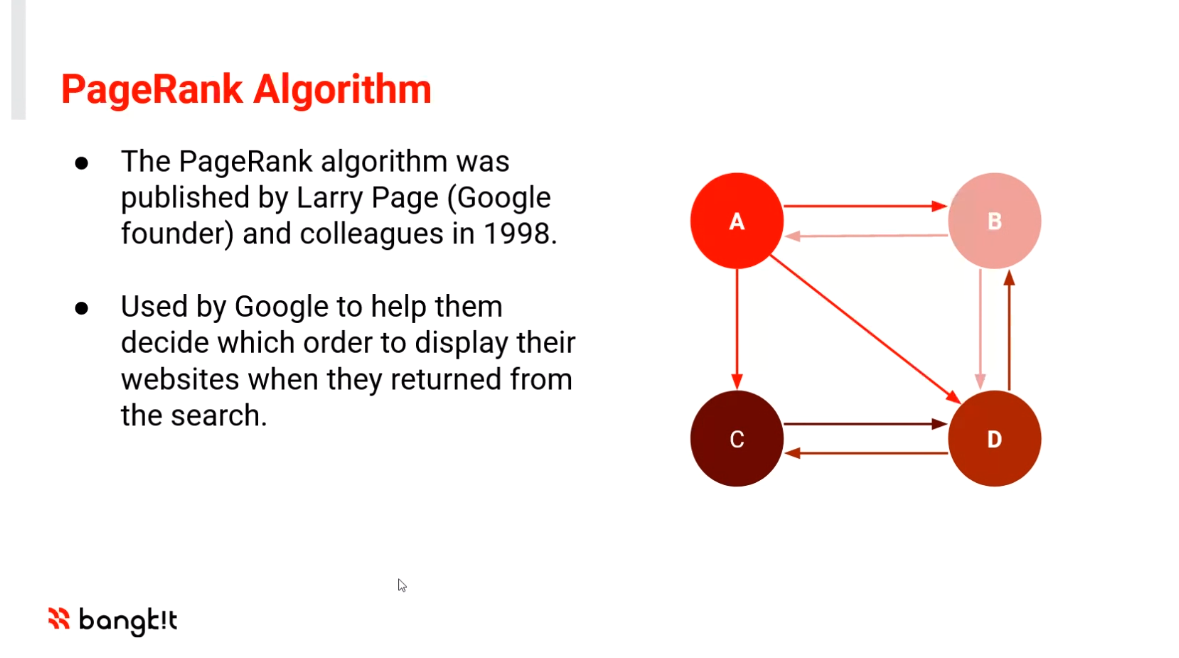 PageRank Algorithm
● The PageRank algorithm was
published by Larry Page (Google
founder) and colleagues in 1998.
● Used by Google to help them
decide which order to display their
websites when they returned from
the search.
A
B
C
D
bangk!t